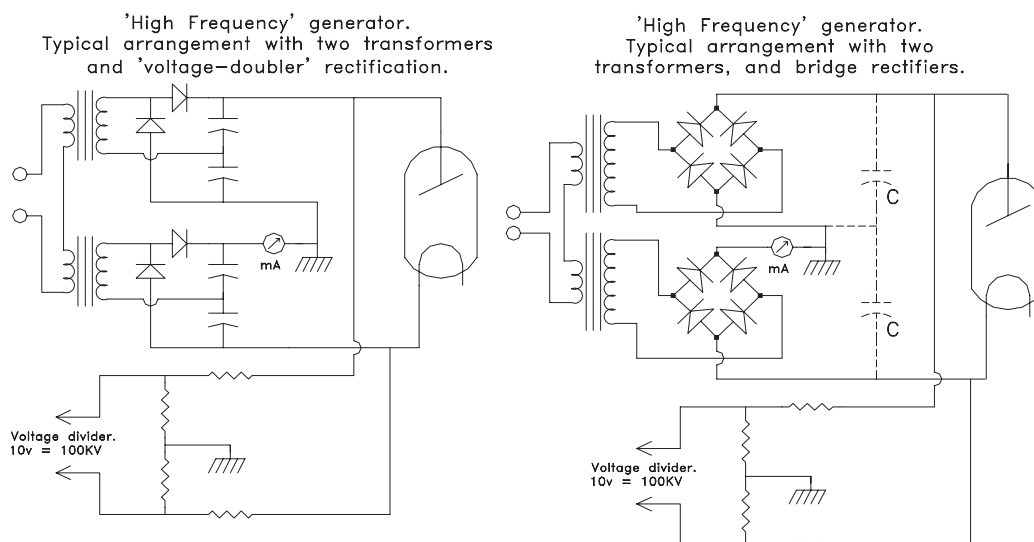 'High Frequency' generator.
Typical arrangement with two transformers
and 'voltage-doubler' rectification.
mA
Voltage divider.
10v = 100KV
'High Frequency' generator.
Typical arrangement with two
transformers, and bridge rectifiers.
C
mA
C
Voltage divider.
10v = 100KV